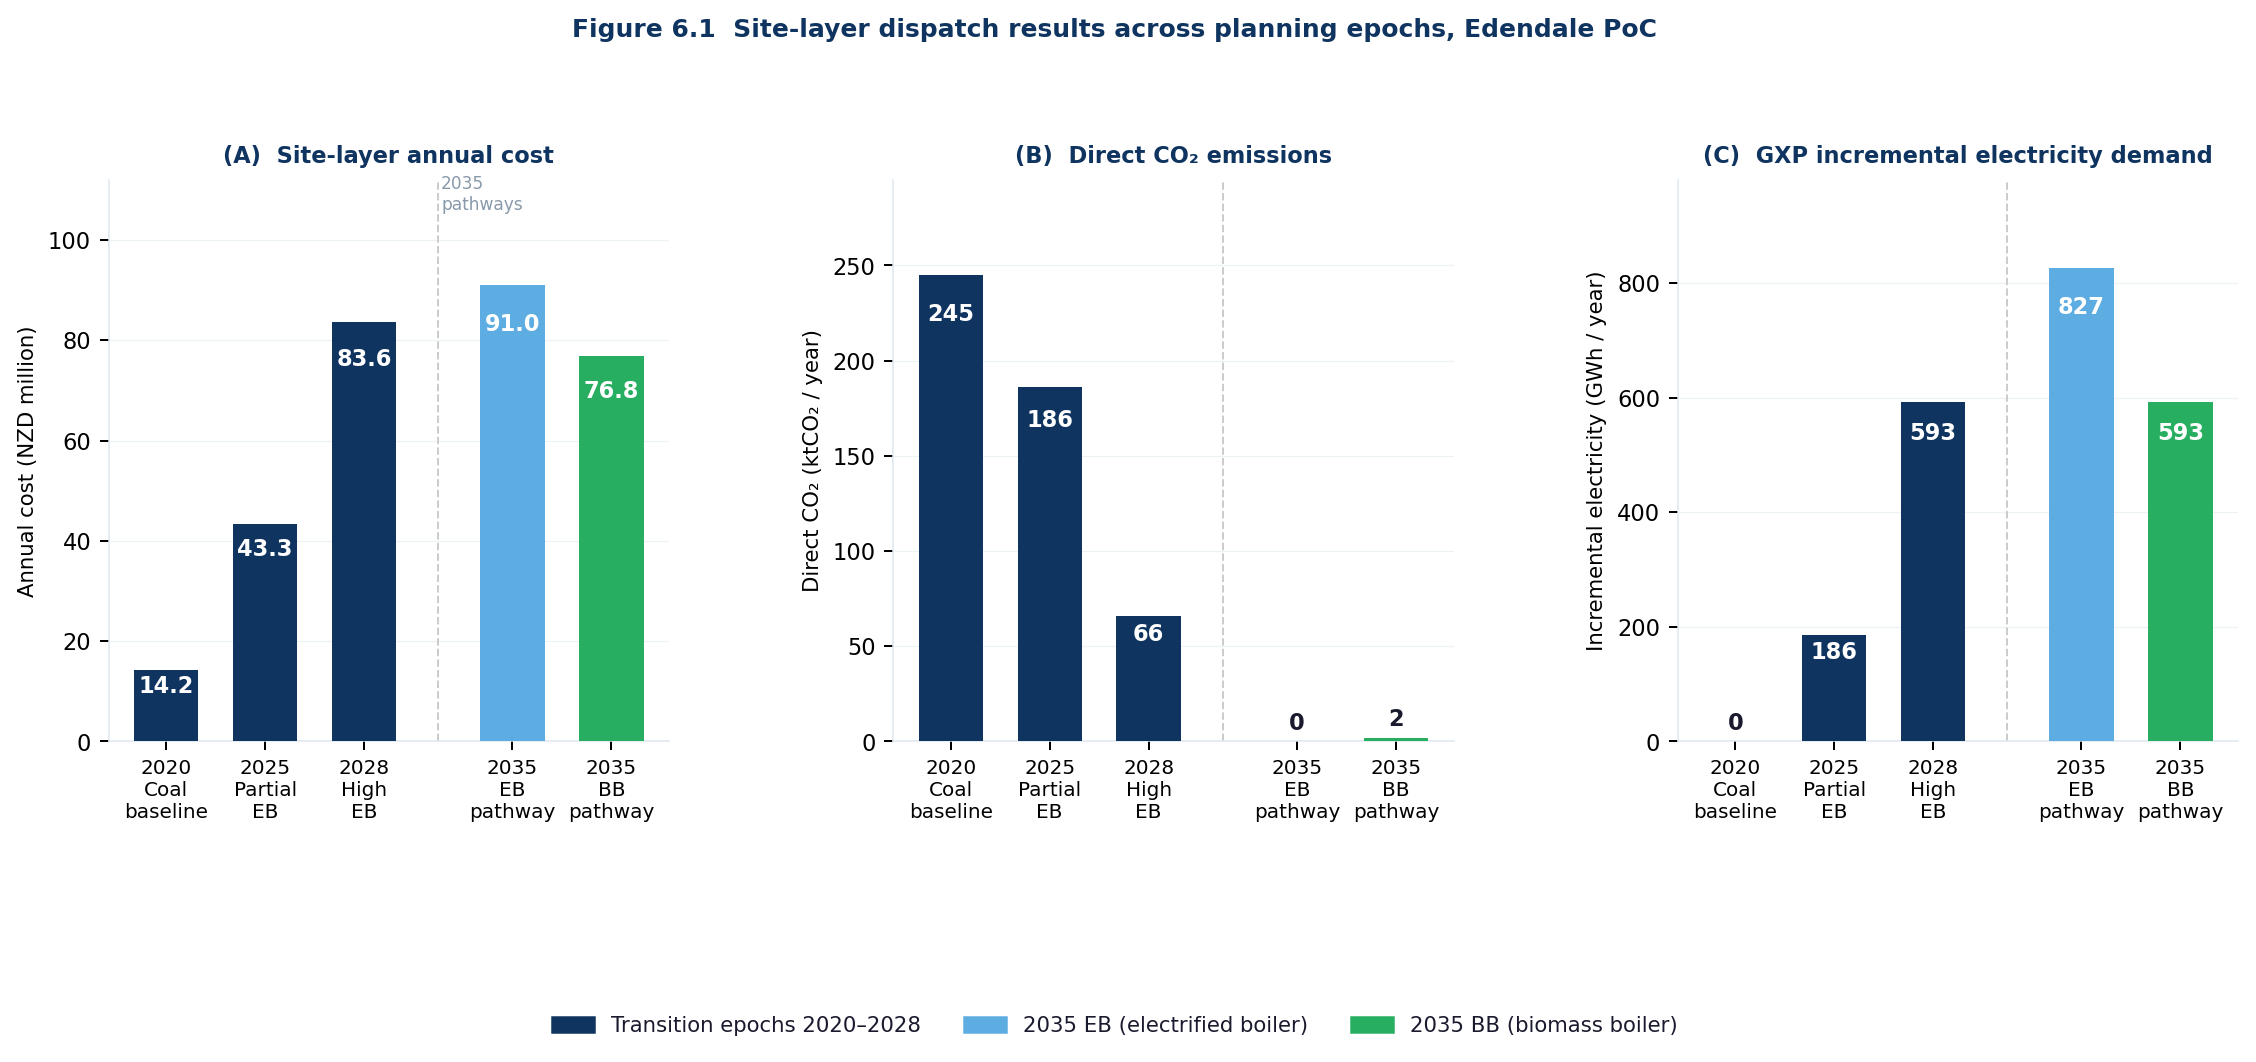 Figure 6.1  Site-layer dispatch results across planning epochs, Edendale PoC
(A)  Site-layer annual cost
2035
pathways
Annual cost (NZD million)
100
80
60
40
20
0
14.2
43.3
83.6
91.0
76.8
2020
Coal
baseline
2025
Partial
EB
2028
High
EB
2035
EB
pathway
2035
BB
pathway
(B)  Direct CO₂ emissions
Direct CO₂ (ktCO₂ / year)
250
200
150
100
50
0
245
186
66
0
2
2020
Coal
baseline
2025
Partial
EB
2028
High
EB
2035
EB
pathway
2035
BB
pathway
(C)  GXP incremental electricity demand
Incremental electricity (GWh / year)
800
600
400
200
0
0
186
593
827
593
2020
Coal
baseline
2025
Partial
EB
2028
High
EB
2035
EB
pathway
2035
BB
pathway
Transition epochs 2020–2028
2035 EB (electrified boiler)
2035 BB (biomass boiler)